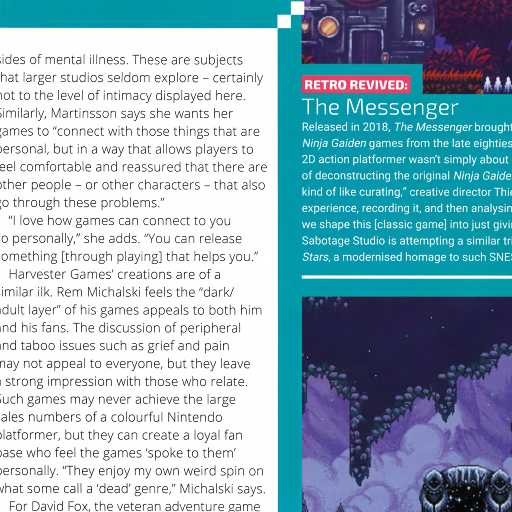 sides of mental illness. These are subjects
that larger studios seldom explore – certainly
not to the level of intimacy displayed here.
Similarly, Martinsson says she wants her
games to “connect with those things that are
personal, but in a way that allows players to
feel comfortable and reassured that there are
other people – or other characters – that also
go through these problems.”
“I love how games can connect to you
so personally,” she adds. “You can release
something [through playing] that helps you.”
Harvester Games’ creations are of a
similar ilk. Rem Michalski feels the “dark/
adult layer” of his games appeals to both him
and his fans. The discussion of peripheral
and taboo issues such as grief and pain
may not appeal to everyone, but they leave
a strong impression with those who relate.
Such games may never achieve the large
sales numbers of a colourful Nintendo
platformer, but they can create a loyal fan
base who feel the games ‘spoke to them’
personally. “They enjoy my own weird spin on
what some call a ‘dead’ genre,” Michalski says.
For David Fox, the veteran adventure game
RETRO REVIVED:
The Messenger
Released in 2018, The Messenger brought
Ninja Gaiden games from the late eighties
2D action platformer wasn’t simply about
of deconstructing the original Ninja Gaide
kind of like curating,” creative director Thie
experience, recording it, and then analysin
we shape this [classic game] into just givi
Sabotage Studio is attempting a similar tri
Stars, a modernised homage to such SNES